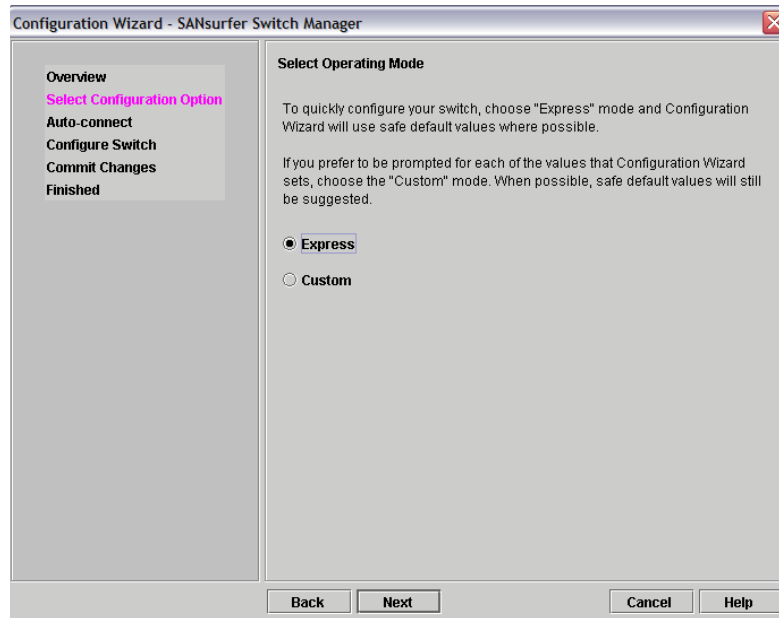 Configuration Wizard - SANsurfer Switch Manager
Overview
Select Configuration Option
Auto-connect
Configure Switch
Commit Changes
Finished
Select Operating Mode
To quickly configure your switch, choose "Express" mode and Configuration
Wizard will use safe default values where possible.
If you prefer to be prompted for each of the values that Configuration Wizard
sets, choose the "Custom" mode. When possible, safe default values will still
be suggested.
Express
Custom
Back
Next
Cancel
Help